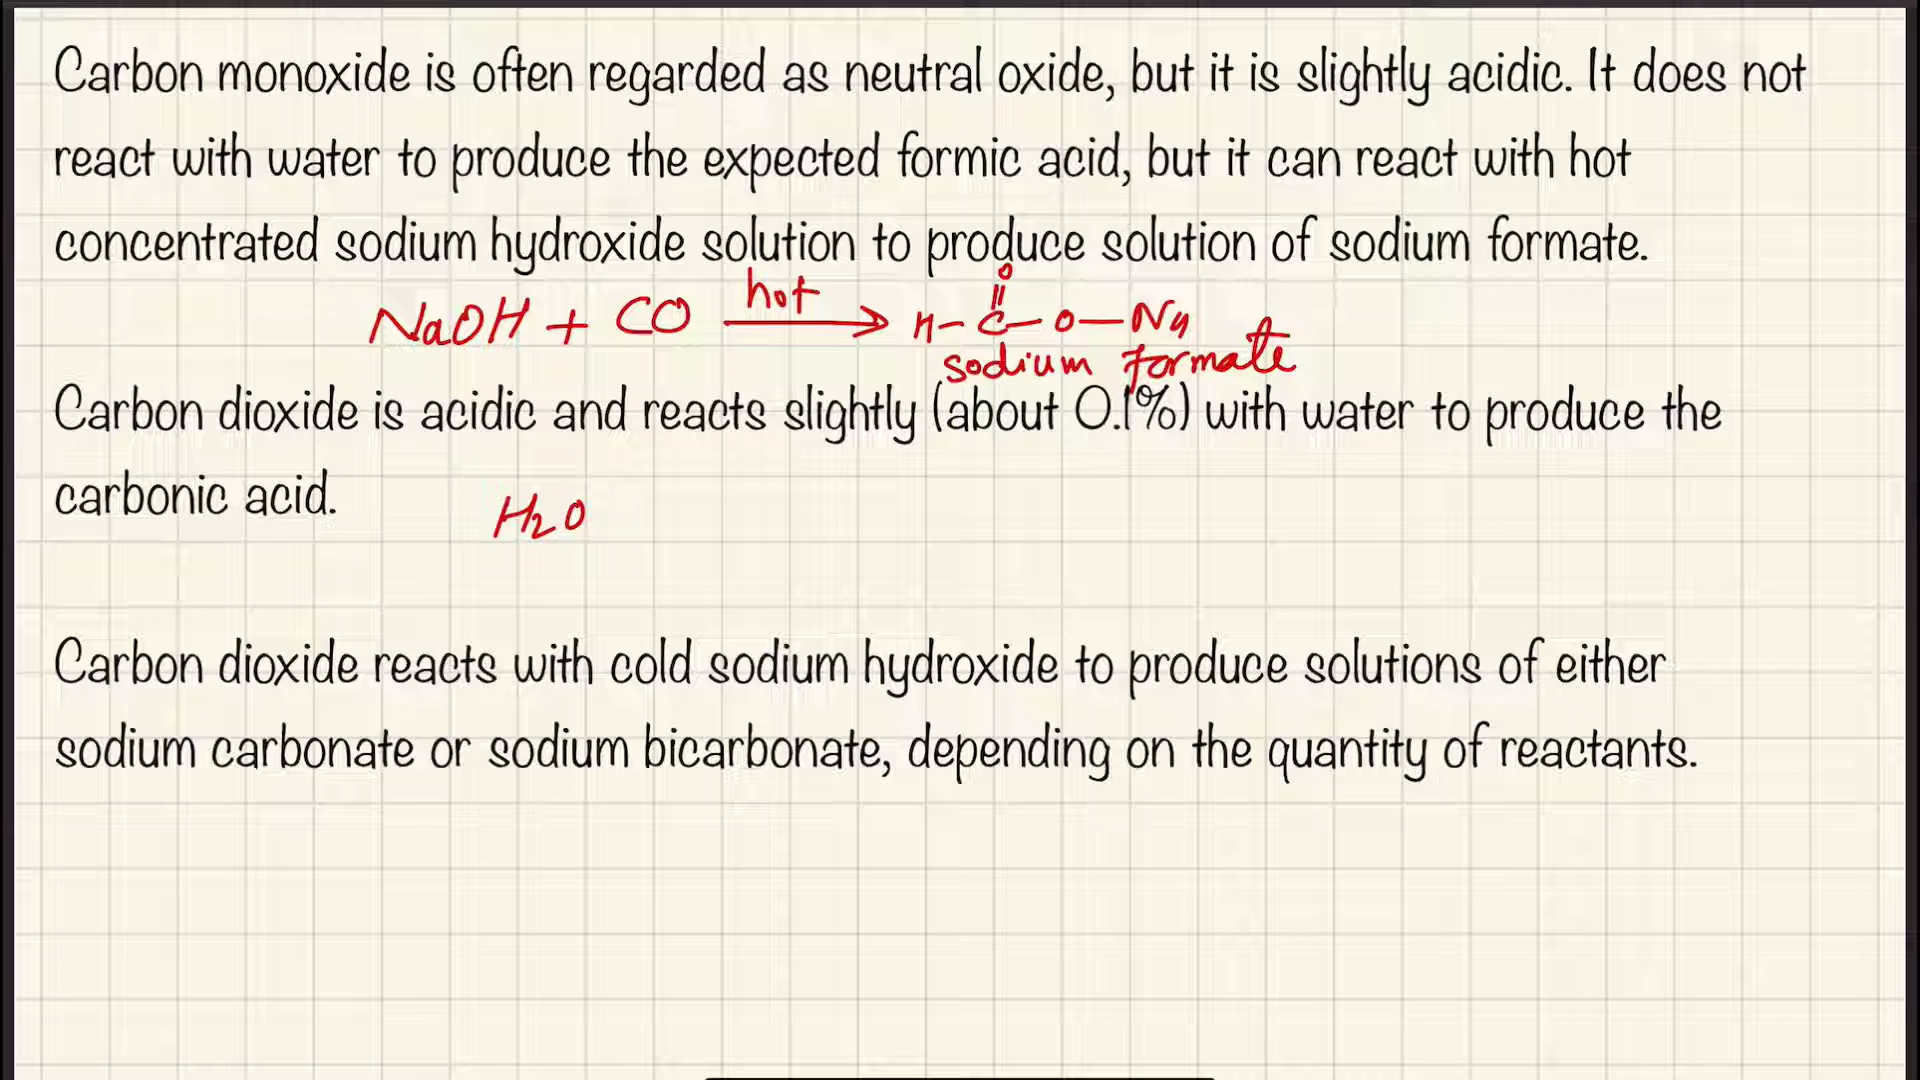 Carbon monoxide is often regarded as neutral oxide, but it is slightly acidic. It does not
react with water to produce the expected formic acid, but it can react with hot
concentrated sodium hydroxide solution to produce solution of sodium formate.
NaOH + CO hot → H-C(=O)-O-Na
sodium formate
Carbon dioxide is acidic and reacts slightly (about 0.1%) with water to produce the
carbonic acid.
H2O
Carbon dioxide reacts with cold sodium hydroxide to produce solutions of either
sodium carbonate or sodium bicarbonate, depending on the quantity of reactants.